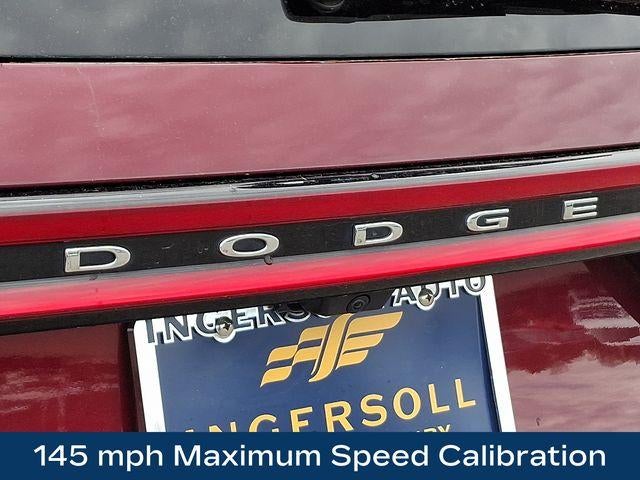 DODGE
INGERSOLL AUTO
INGERSOLL
145 mph Maximum Speed Calibration